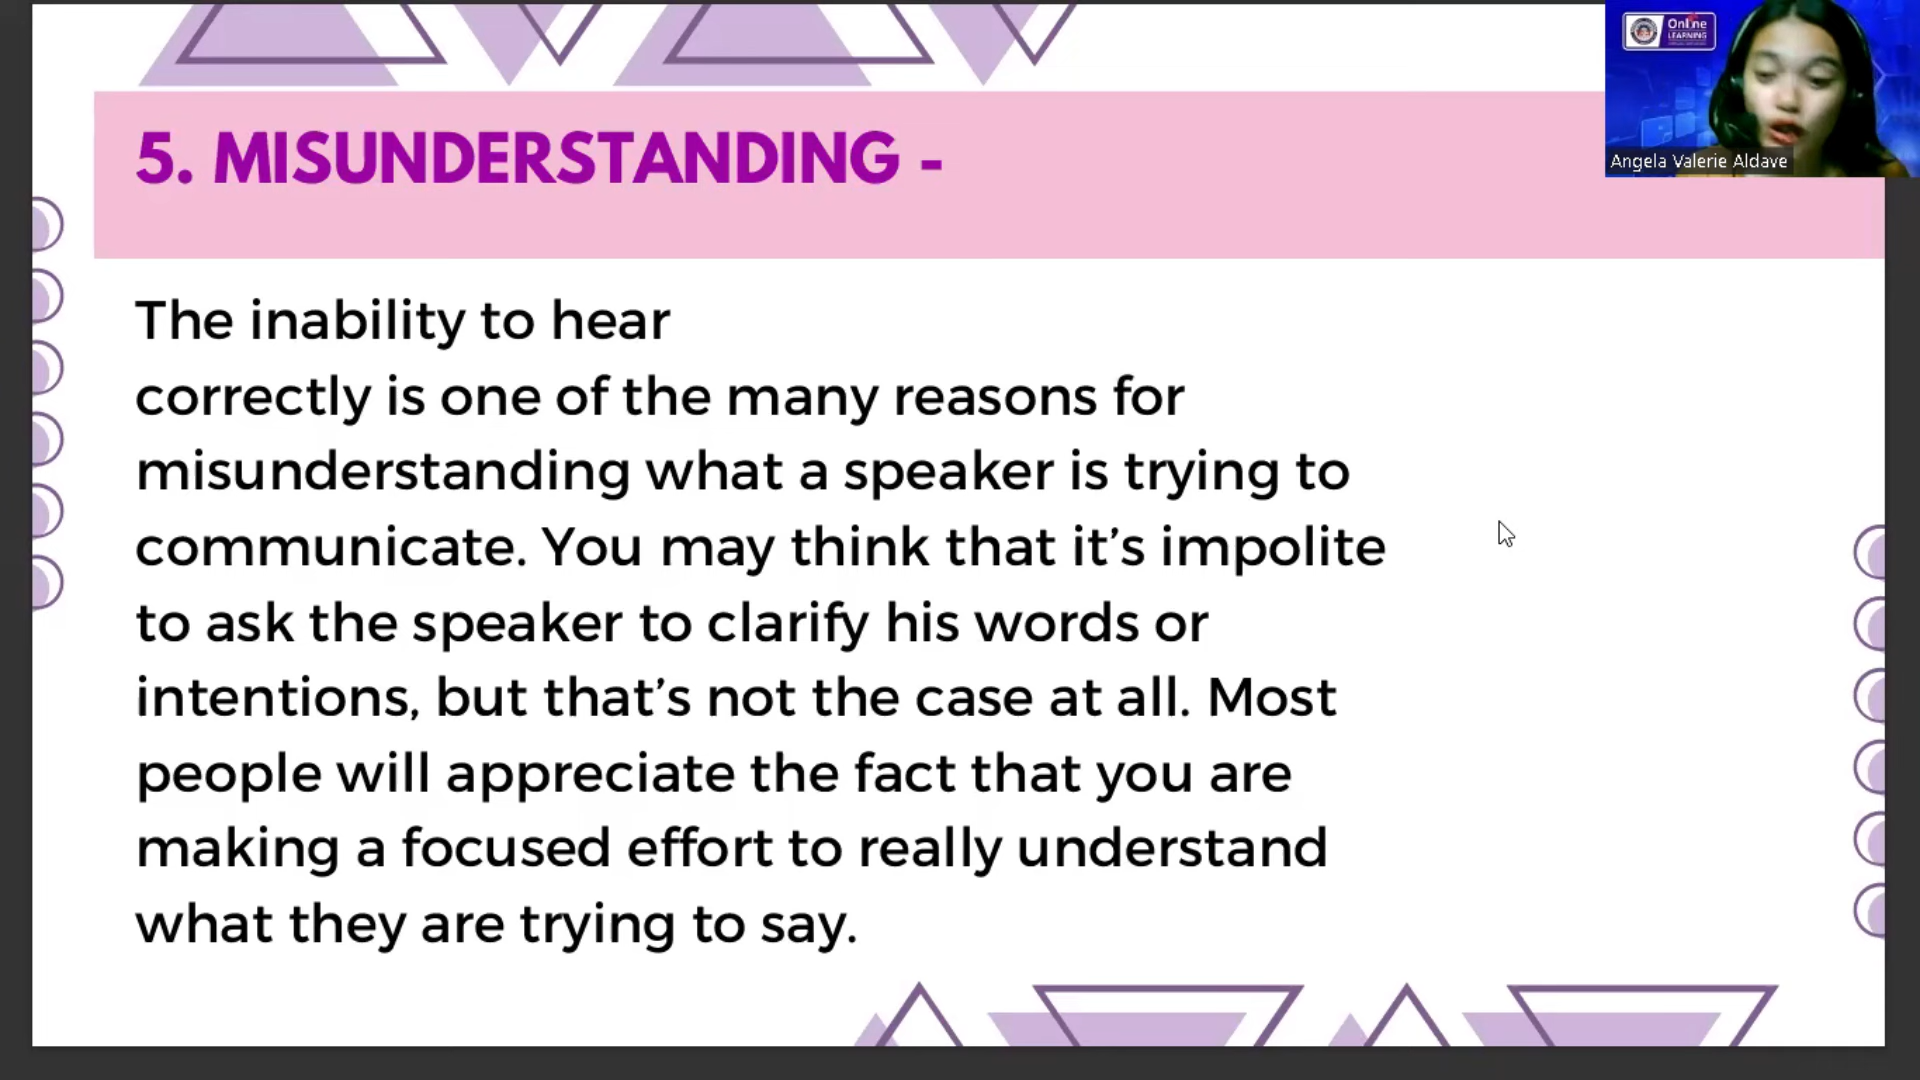 5. MISUNDERSTANDING -
The inability to hear
correctly is one of the many reasons for
misunderstanding what a speaker is trying to
communicate. You may think that it’s impolite
to ask the speaker to clarify his words or
intentions, but that’s not the case at all. Most
people will appreciate the fact that you are
making a focused effort to really understand
what they are trying to say.
Online
LEARNING
Angela Valerie Aldave